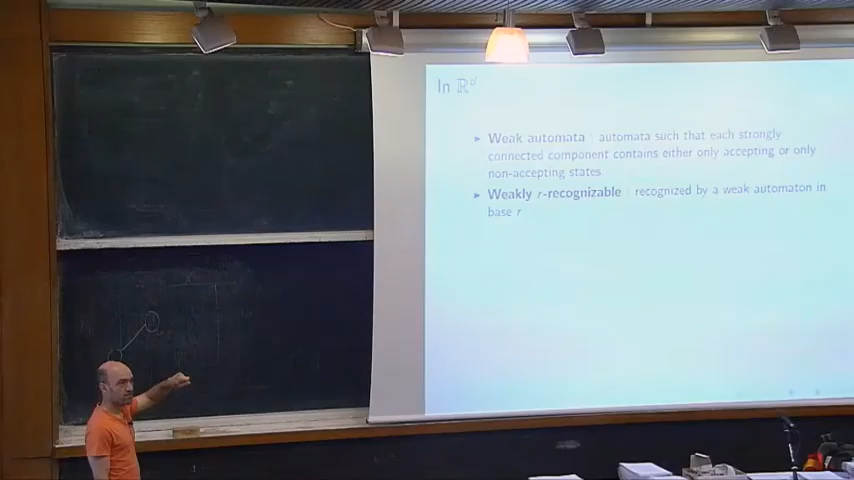 In ℝᵈ
▸ Weak automata : automata such that each strongly
connected component contains either only accepting or only
non-accepting states
▸ Weakly r-recognizable : recognized by a weak automaton in
base r